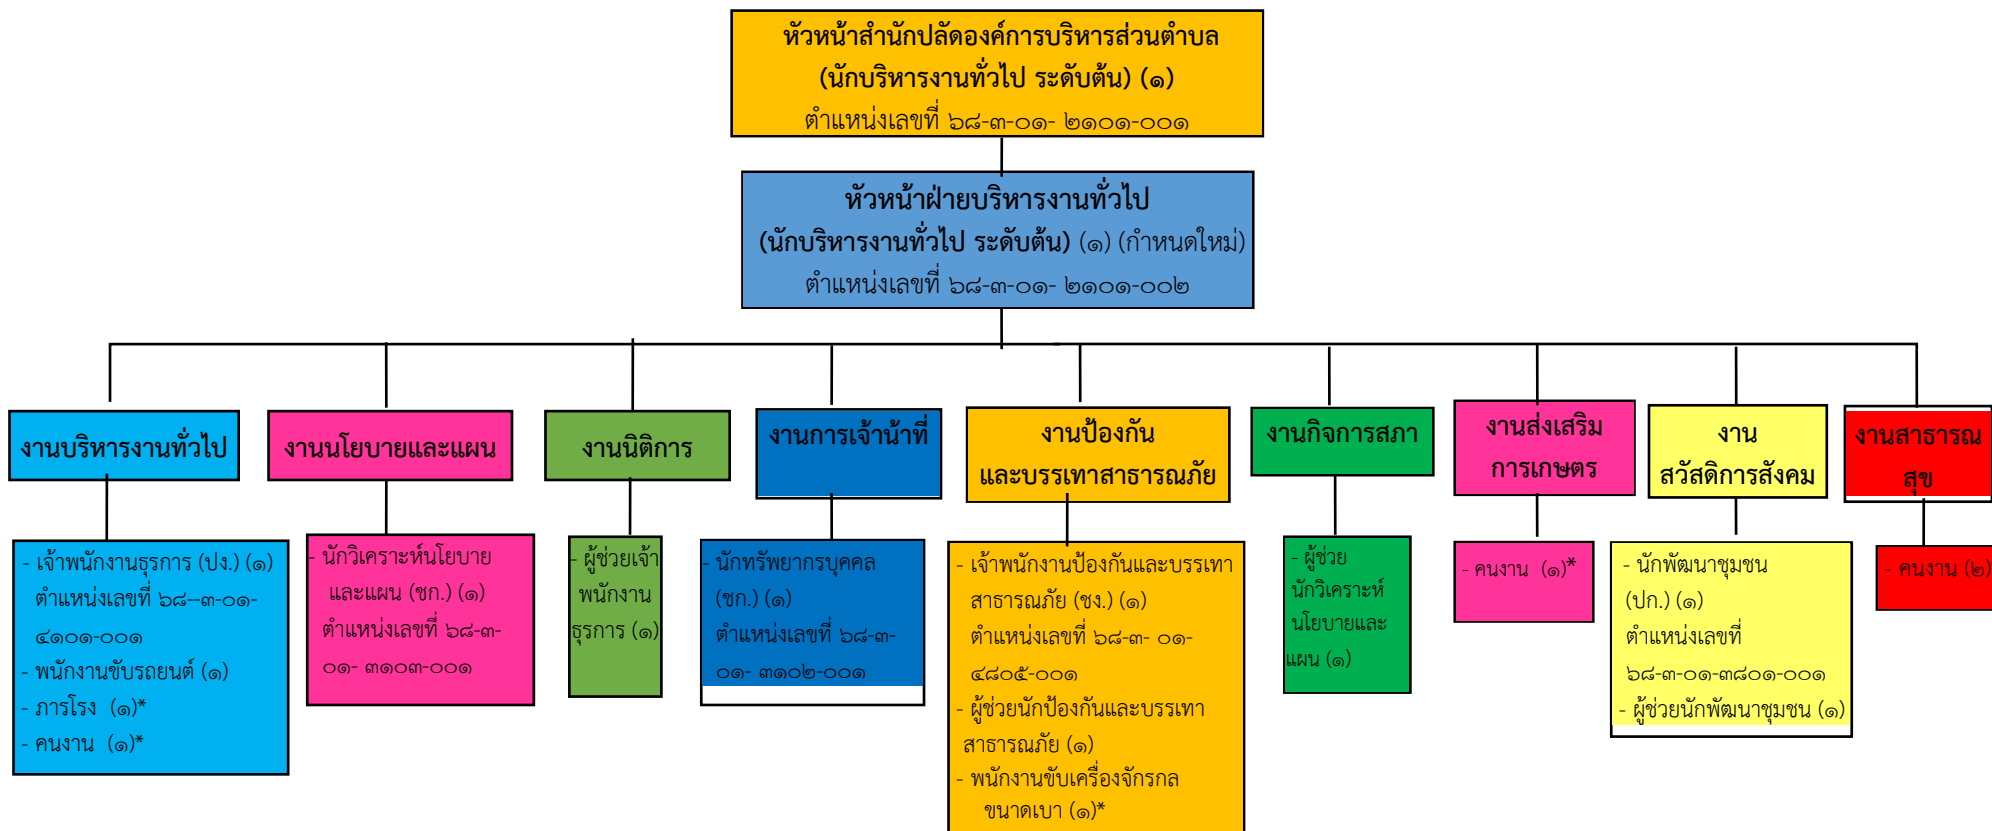 หัวหน้าสำนักปลัดองค์การบริหารส่วนตำบล
(นักบริหารงานทั่วไป ระดับต้น) (๑)
ตำแหน่งเลขที่ ๖๘-๓-๐๑- ๒๑๐๑-๐๐๑
หัวหน้าฝ่ายบริหารงานทั่วไป
(นักบริหารงานทั่วไป ระดับต้น) (๑) (กำหนดใหม่)
ตำแหน่งเลขที่ ๖๘-๓-๐๑- ๒๑๐๑-๐๐๒
งานบริหารงานทั่วไป
- เจ้าพนักงานธุรการ (ปง.) (๑)
ตำแหน่งเลขที่ ๖๘--๓-๐๑-
๔๑๐๑-๐๐๑
- พนักงานขับรถยนต์ (๑)
- ภารโรง (๑)*
- คนงาน (๑)*
งานนโยบายและแผน
- นักวิเคราะห์นโยบาย
และแผน (ชก.) (๑)
ตำแหน่งเลขที่ ๖๘-๓-
๐๑- ๓๑๐๓-๐๐๑
งานนิติการ
- ผู้ช่วยเจ้า
พนักงาน
ธุรการ (๑)
งานการเจ้าน้าที่
- นักทรัพยากรบุคคล
(ชก.) (๑)
ตำแหน่งเลขที่ ๖๘-๓-
๐๑- ๓๑๐๒-๐๐๑
งานป้องกัน
และบรรเทาสาธารณภัย
- เจ้าพนักงานป้องกันและบรรเทา
สาธารณภัย (ชง.) (๑)
ตำแหน่งเลขที่ ๖๘-๓- ๐๑-
๔๘๐๕-๐๐๑
- ผู้ช่วยนักป้องกันและบรรเทา
สาธารณภัย (๑)
- พนักงานขับเครื่องจักรกล
ขนาดเบา (๑)*
งานกิจการสภา
- ผู้ช่วย
นักวิเคราะห์
นโยบายและ
แผน (๑)
งานส่งเสริม
การเกษตร
- คนงาน (๑)*
งาน
สวัสดิการสังคม
- นักพัฒนาชุมชน
(ปก.) (๑)
ตำแหน่งเลขที่
๖๘-๓-๐๑-๓๘๐๑-๐๐๑
- ผู้ช่วยนักพัฒนาชุมชน (๑)
งานสาธารณ
สุข
- คนงาน (๒)